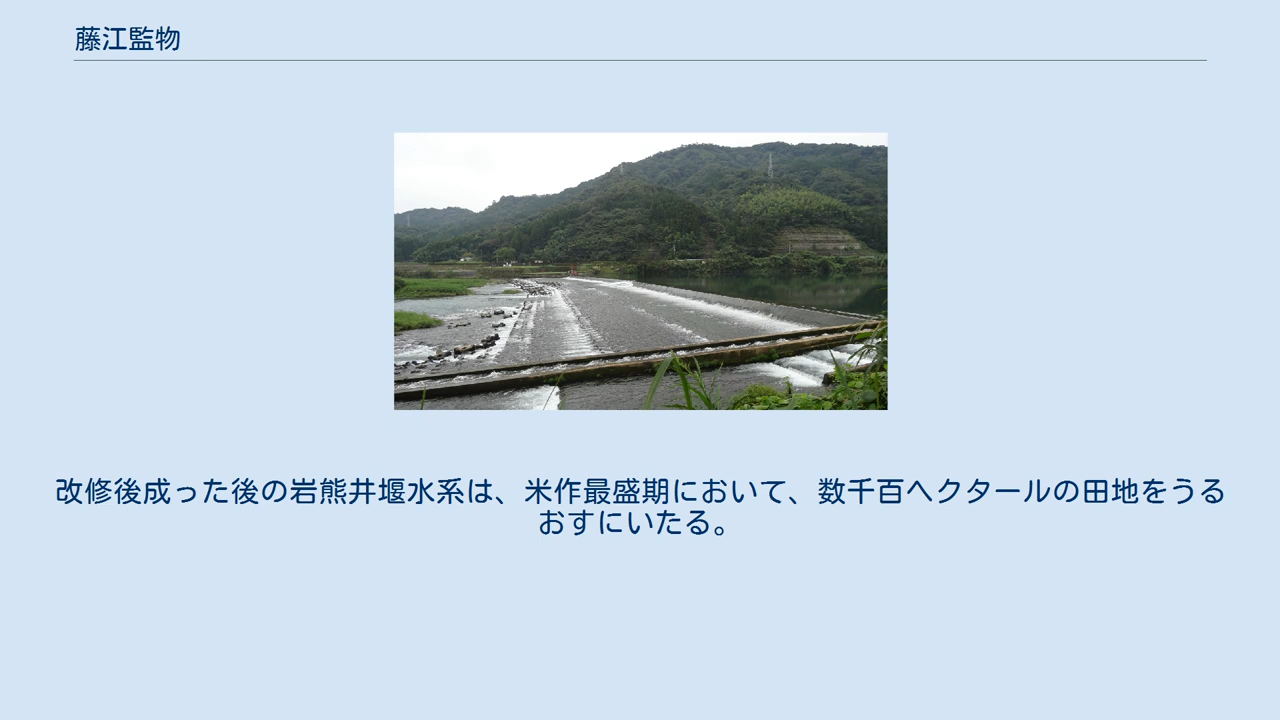 藤江監物
改修後成った後の岩熊井堰水系は、米作最盛期において、数千百ヘクタールの田地をうる
おすにいたる。